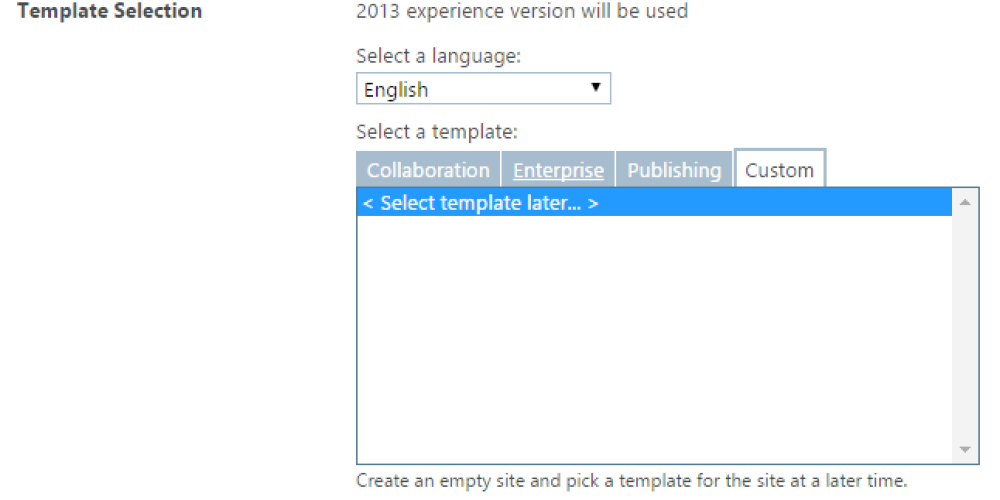 Template Selection
2013 experience version will be used
Select a language:
English
Select a template:
Collaboration Enterprise Publishing Custom
< Select template later... >
Create an empty site and pick a template for the site at a later time.